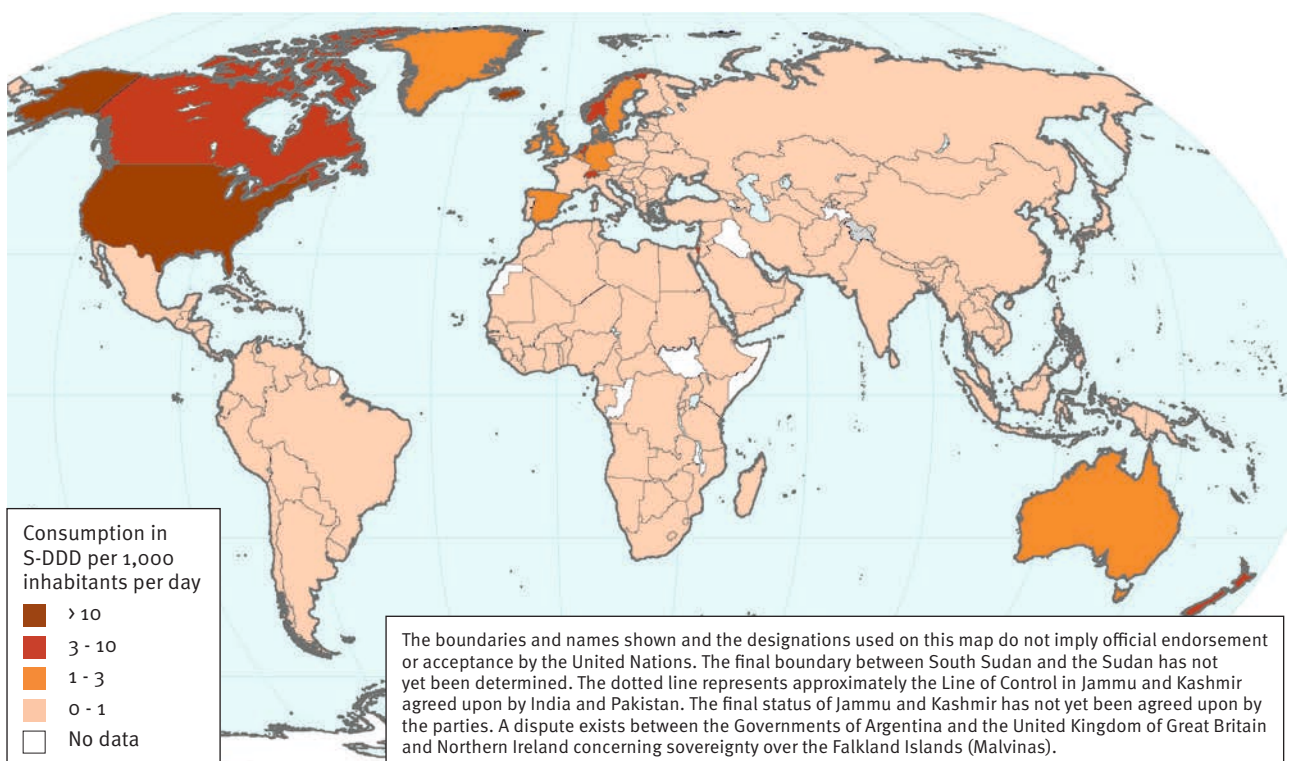 Consumption in
S-DDD per 1,000
inhabitants per day
> 10
3 - 10
1 - 3
0 - 1
No data
The boundaries and names shown and the designations used on this map do not imply official endorsement
or acceptance by the United Nations. The final boundary between South Sudan and the Sudan has not
yet been determined. The dotted line represents approximately the Line of Control in Jammu and Kashmir
agreed upon by India and Pakistan. The final status of Jammu and Kashmir has not yet been agreed upon by
the parties. A dispute exists between the Governments of Argentina and the United Kingdom of Great Britain
and Northern Ireland concerning sovereignty over the Falkland Islands (Malvinas).